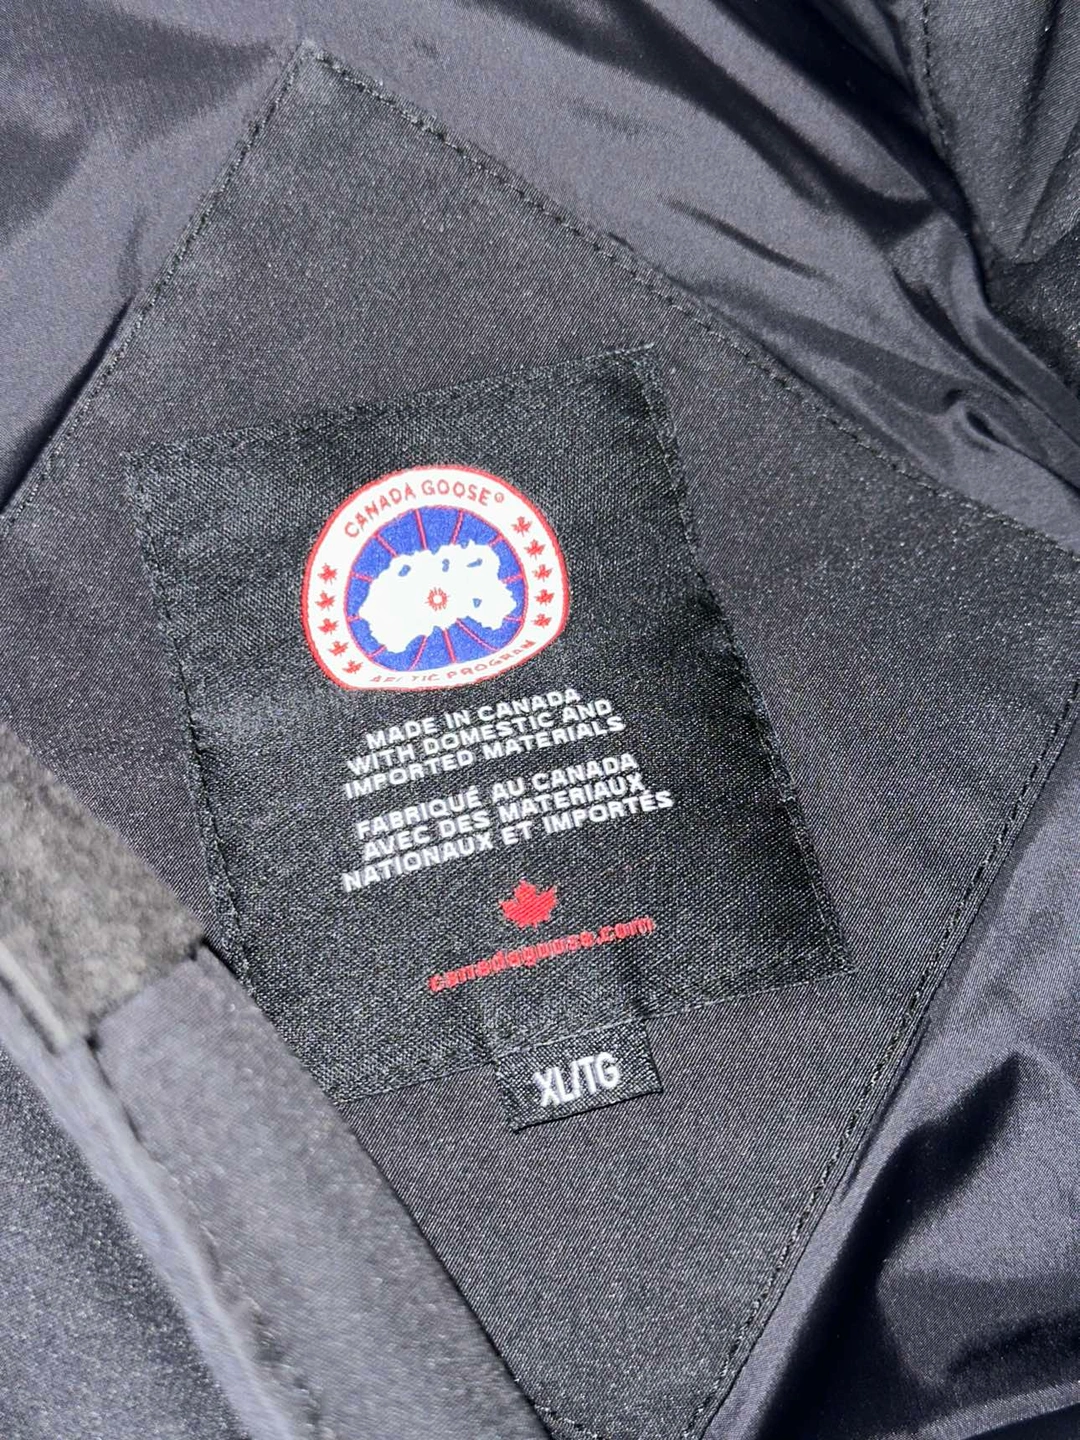 CANADA GOOSE®
ARCTIC PROGRAM
MADE IN CANADA
WITH DOMESTIC AND
IMPORTED MATERIALS
FABRIQUÉ AU CANADA
AVEC DES MATERIAUX
NATIONAUX ET IMPORTÉS
canadagoose.com
XL/TG